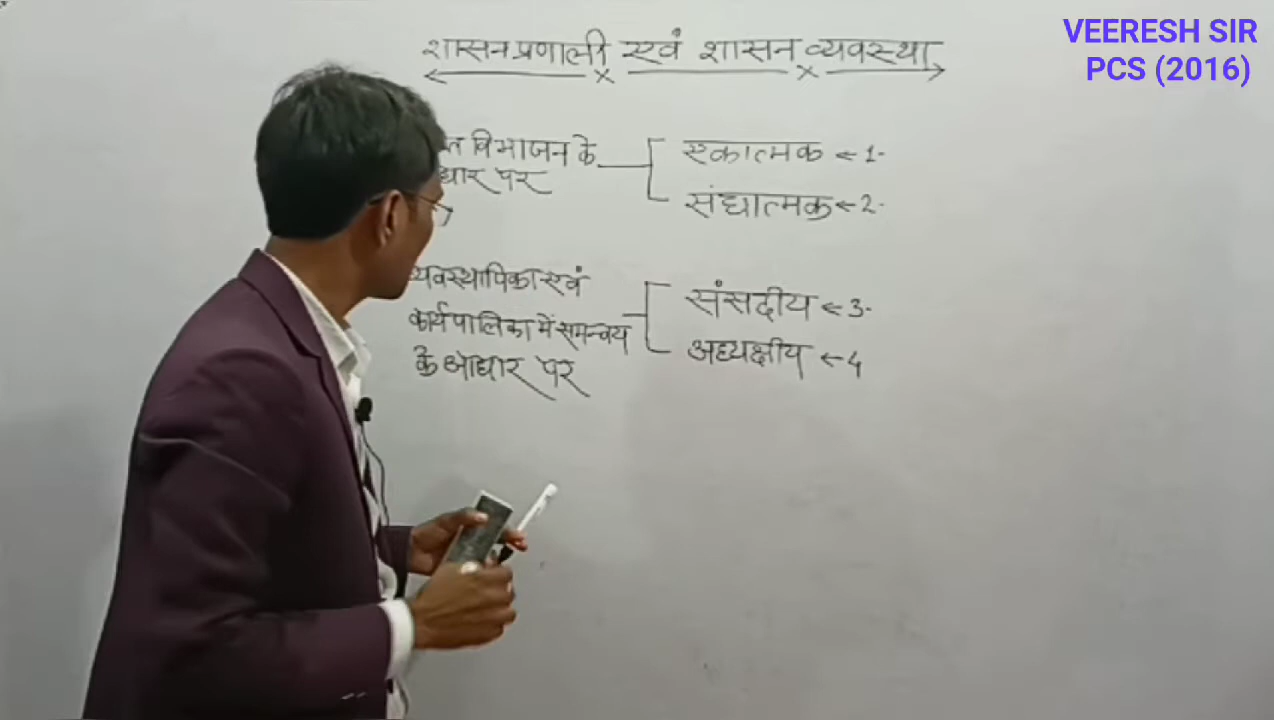 VEERESH SIR
PCS (2016)
शासन प्रणाली एवं शासन व्यवस्था
विभाजन के
पर
एकात्मक ← 1-
संघात्मक ← 2-
व्यवस्थापिका एवं
कार्यपालिका में समन्वय
के आधार पर
संसदीय ← 3-
अध्यक्षीय ← 4